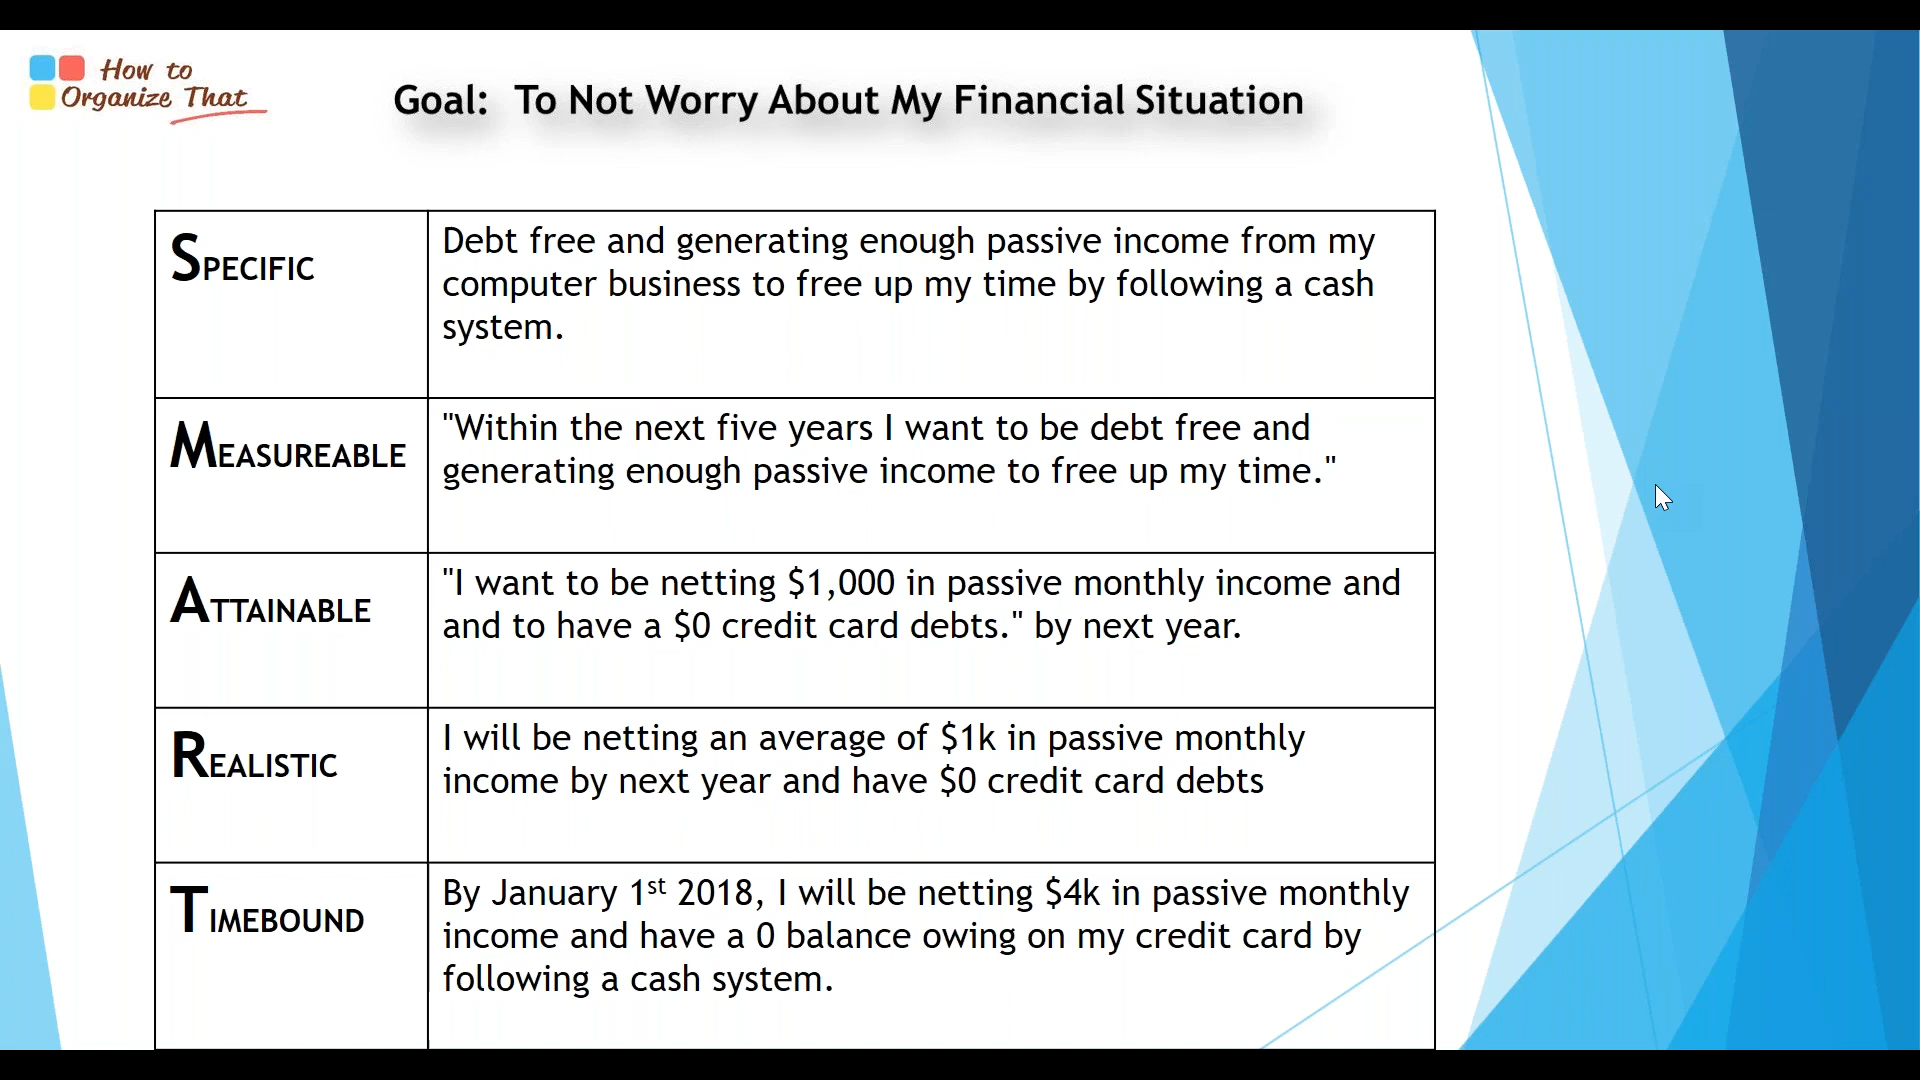 How to
Organize That
Goal: To Not Worry About My Financial Situation
SPECIFIC
Debt free and generating enough passive income from my
computer business to free up my time by following a cash
system.
MEASUREABLE
"Within the next five years I want to be debt free and
generating enough passive income to free up my time."
ATTAINABLE
"I want to be netting $1,000 in passive monthly income and
and to have a $0 credit card debts." by next year.
REALISTIC
I will be netting an average of $1k in passive monthly
income by next year and have $0 credit card debts
TIMEBOUND
By January 1st 2018, I will be netting $4k in passive monthly
income and have a 0 balance owing on my credit card by
following a cash system.